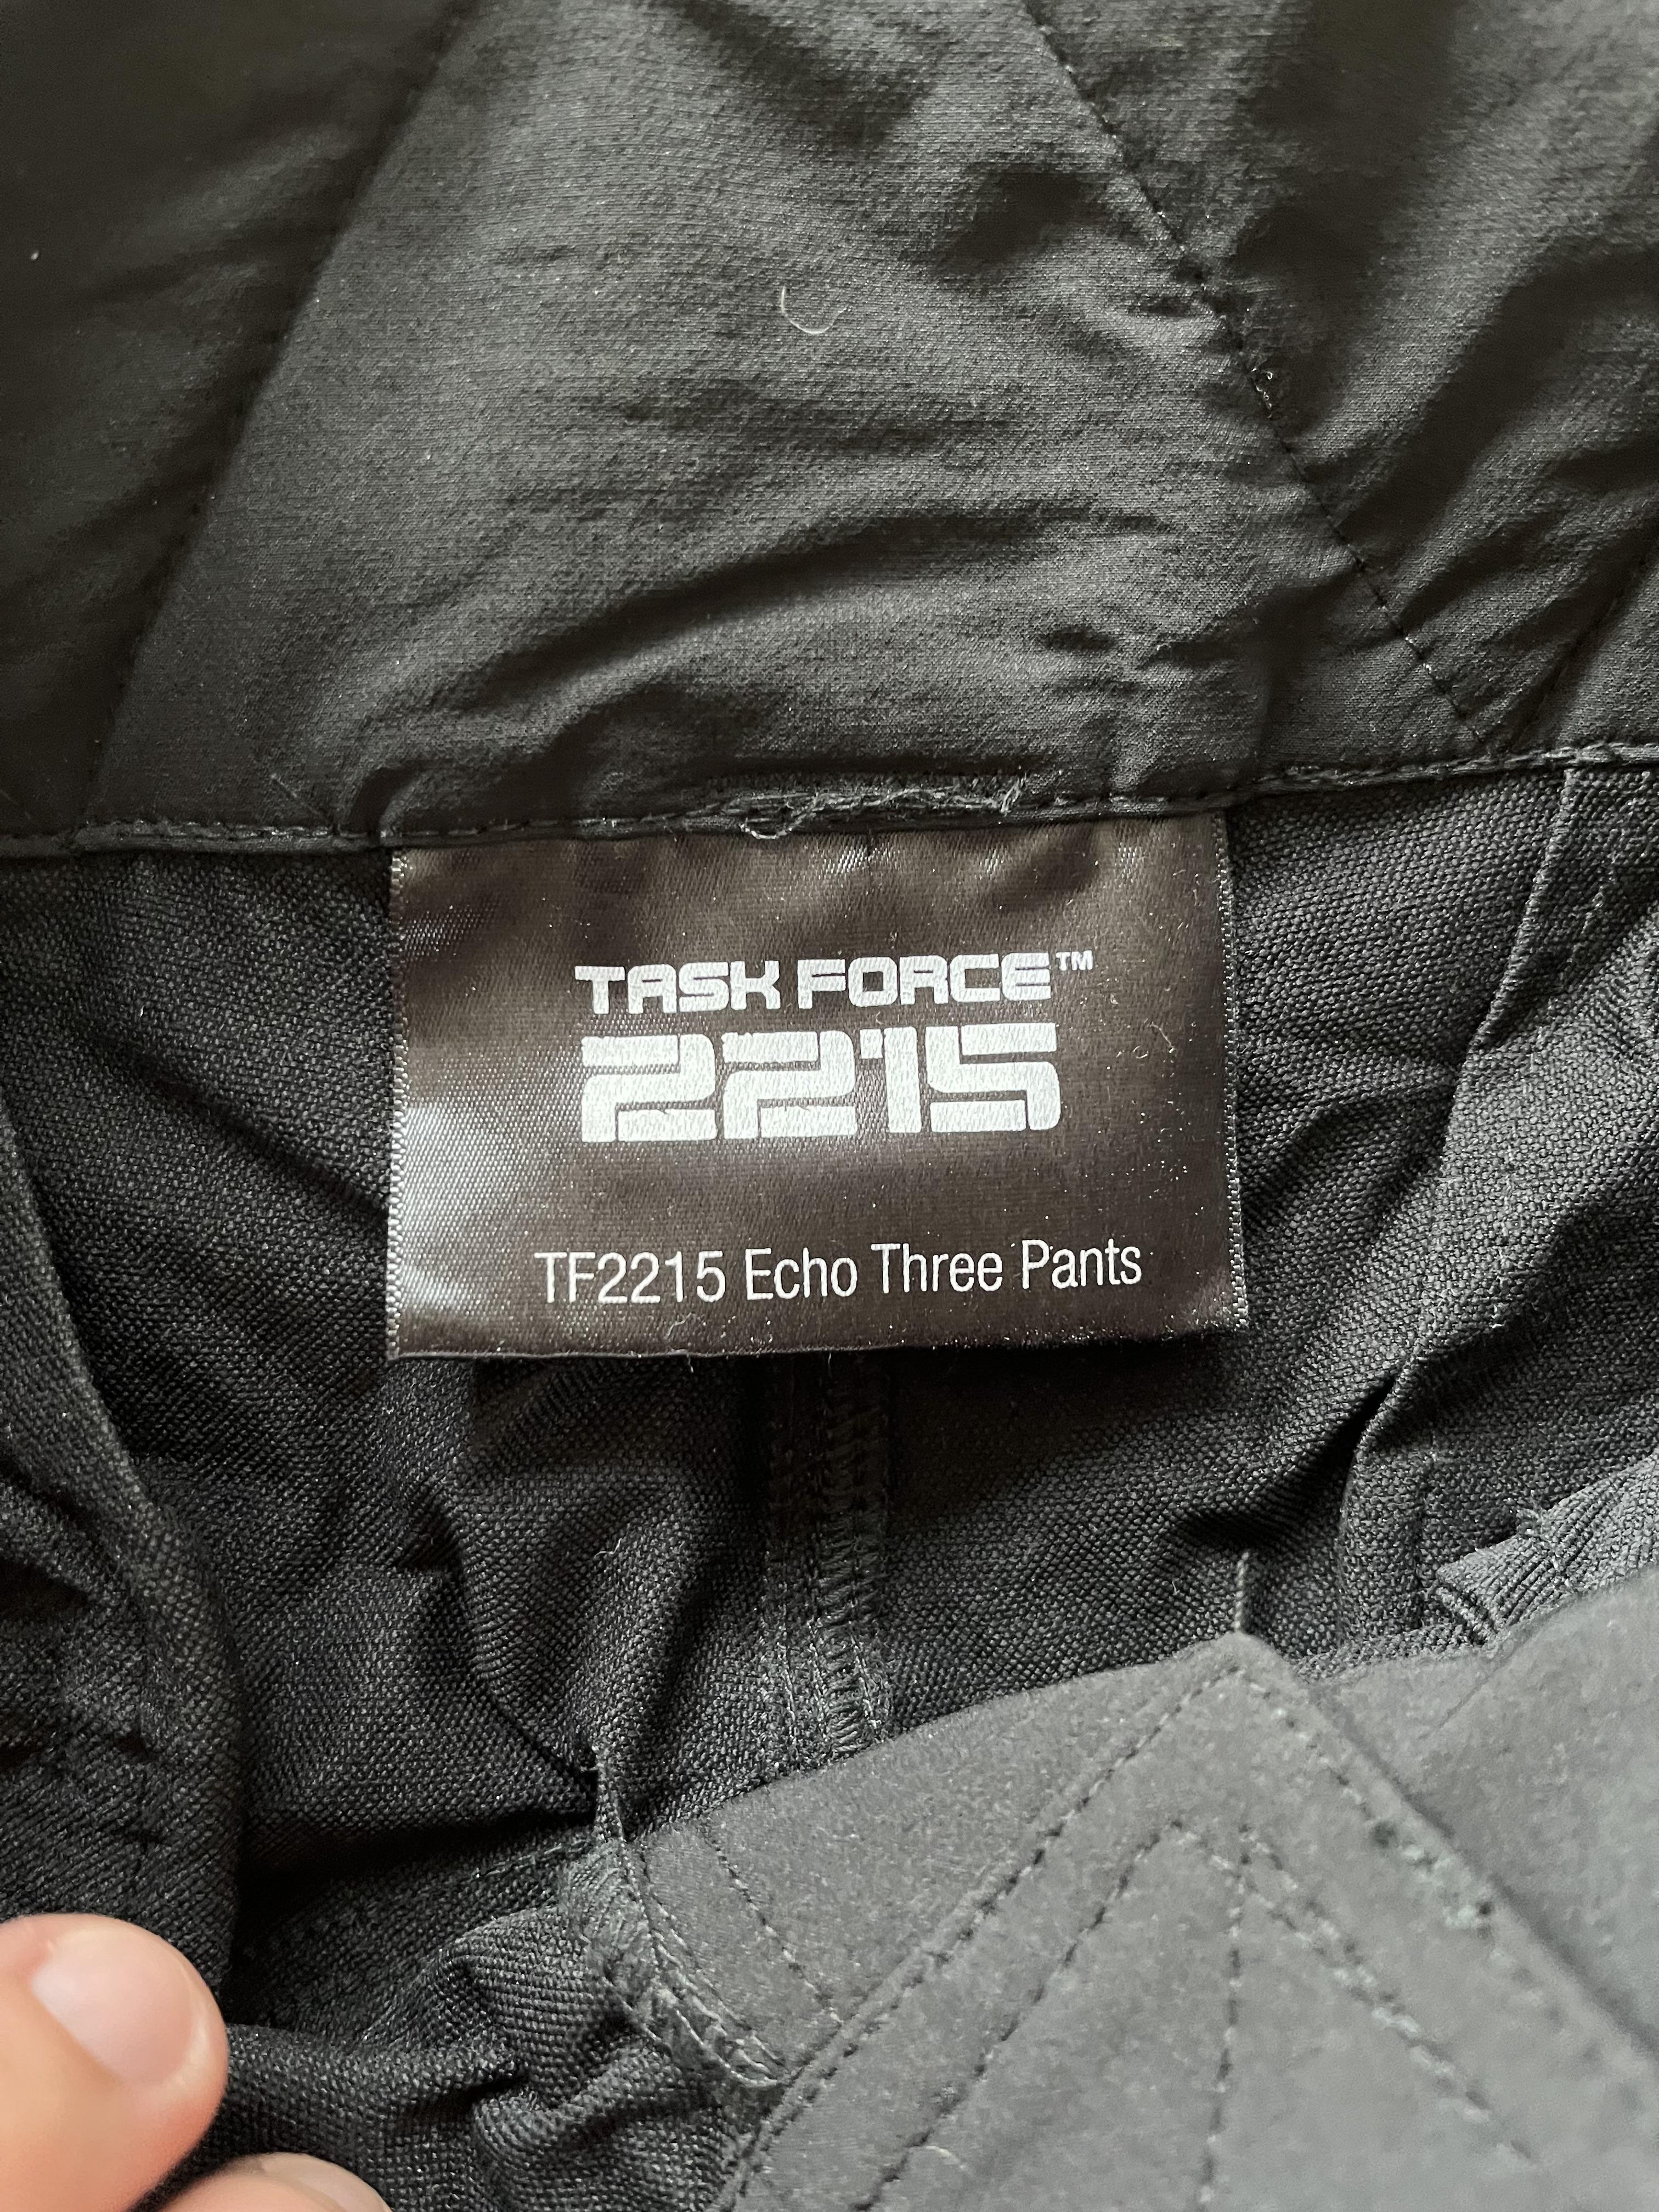 TASK FORCE™
2215
TF2215 Echo Three Pants